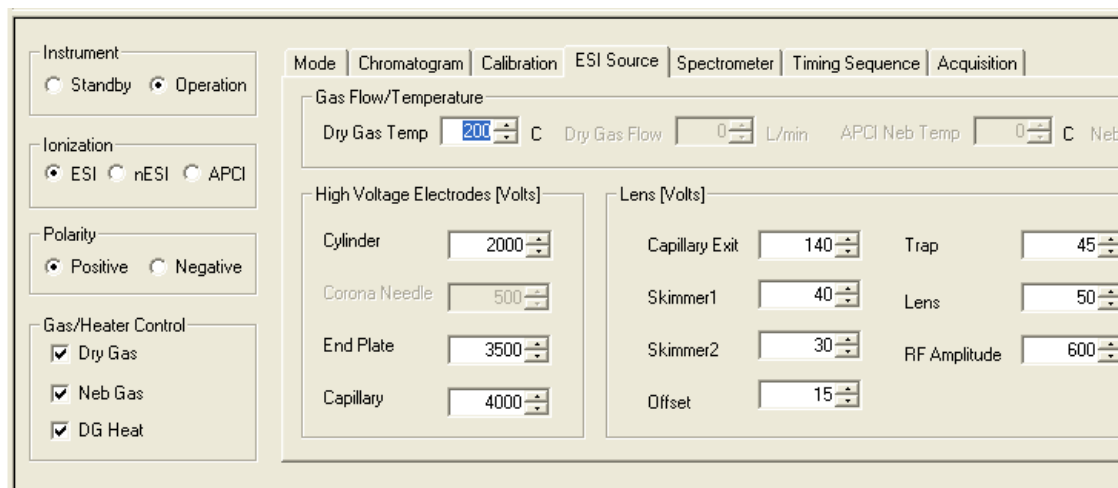 Instrument
Standby Operation
Ionization
ESI nESI APCI
Polarity
Positive Negative
Gas/Heater Control
Dry Gas
Neb Gas
DG Heat
Mode Chromatogram Calibration ESI Source Spectrometer Timing Sequence Acquisition
Gas Flow/Temperature
Dry Gas Temp 200 C Dry Gas Flow 0 L/min APCI Neb Temp 0 C Neb
High Voltage Electrodes [Volts]
Cylinder 2000
Corona Needle 500
End Plate 3500
Capillary 4000
Lens [Volts]
Capillary Exit 140 Trap 45
Skimmer1 40 Lens 50
Skimmer2 30 RF Amplitude 600
Offset 15